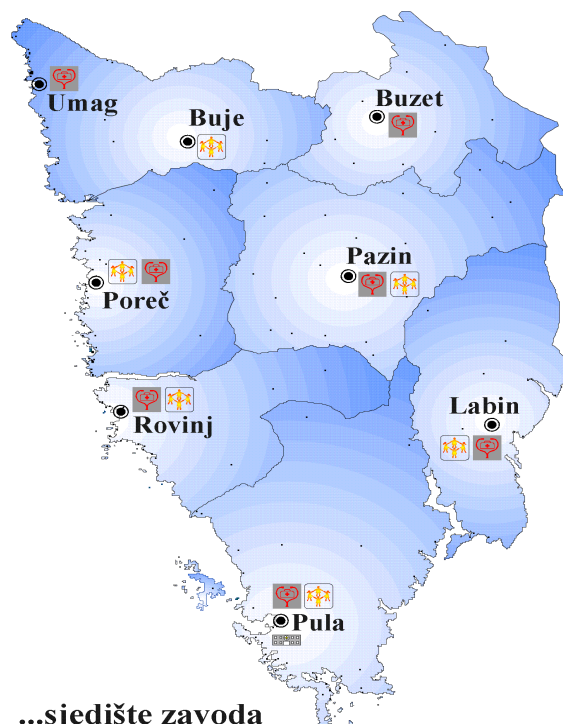 Umag
Buje
Buzet
Poreč
Pazin
Rovinj
Labin
Pula
...sjedište zavoda